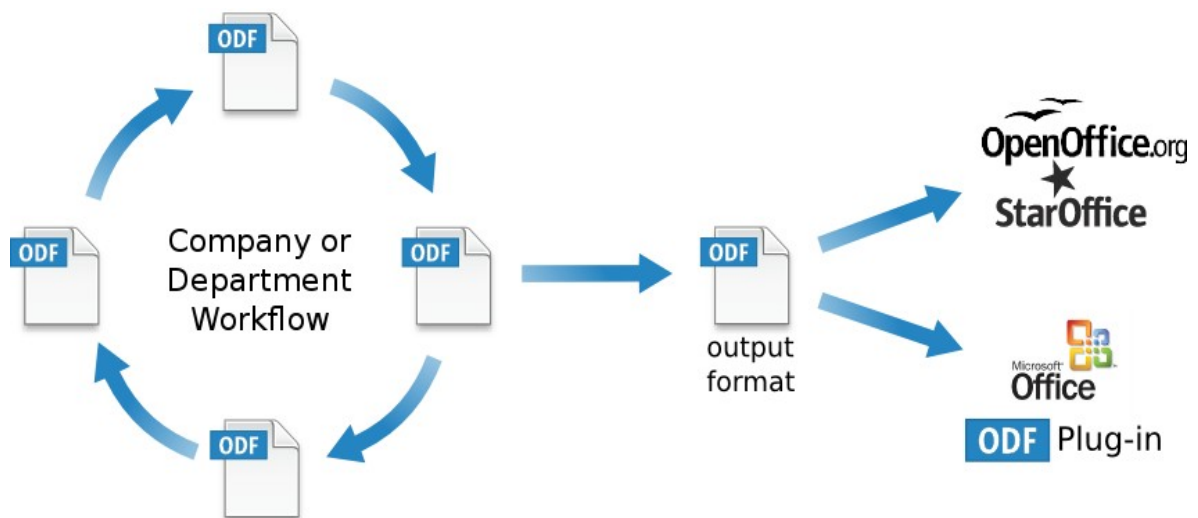 ODF
ODF
Company or
Department
Workflow
ODF
ODF
ODF
output
format
OpenOffice.org
StarOffice
Microsoft
Office
ODF Plug-in